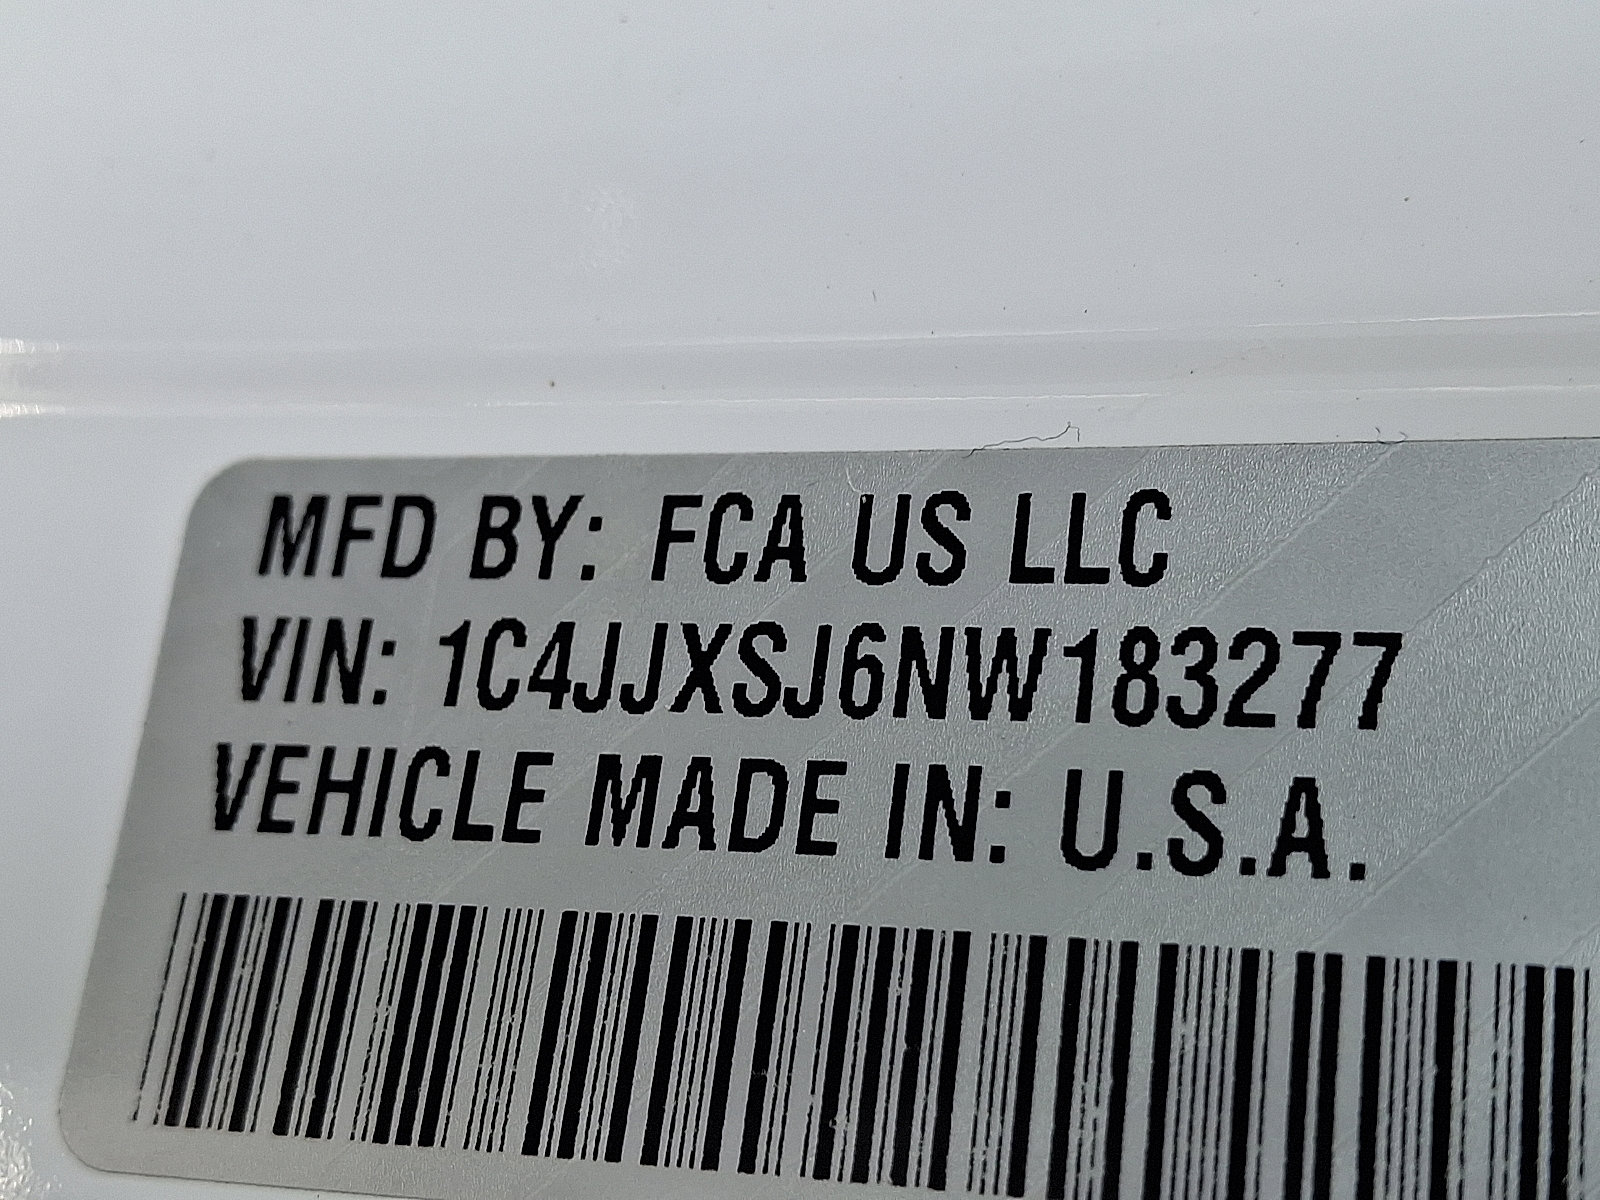 MFD BY: FCA US LLC
VIN: 1C4JJXSJ6NW183277
VEHICLE MADE IN: U.S.A.